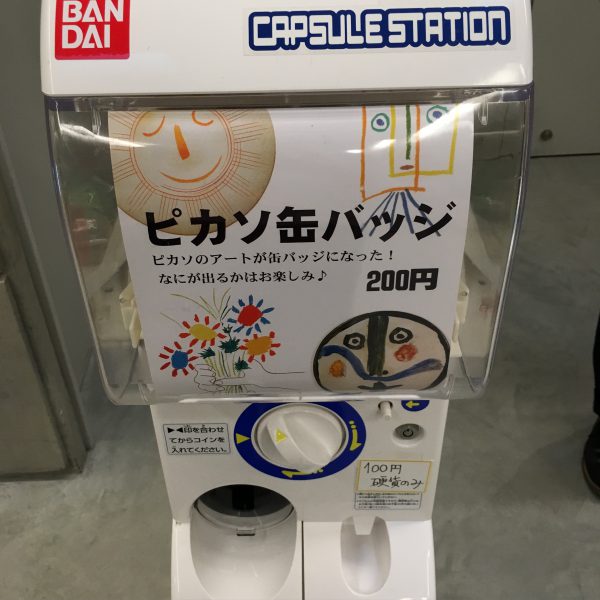 BAN
DAI
CAPSULE STATION
ピカソ缶バッジ
ピカソのアートが缶バッジになった！
なにが出るかはお楽しみ♪
200円
▶◀印を合わせ
てからコインを
入れてください。
100円
硬貨のみ